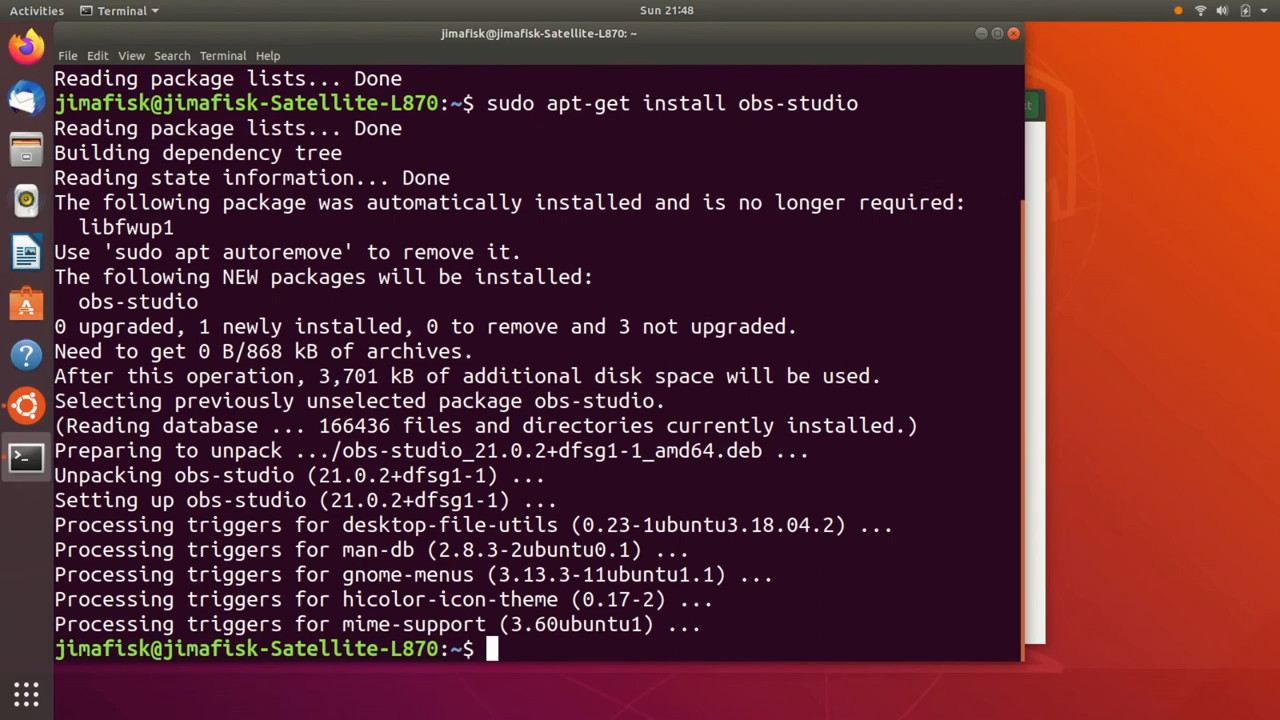 Activities
Terminal
Sun 21:48
jimafisk@jimafisk-Satellite-L870: ~
File Edit View Search Terminal Help
Reading package lists... Done
jimafisk@jimafisk-Satellite-L870:~$ sudo apt-get install obs-studio
Reading package lists... Done
Building dependency tree
Reading state information... Done
The following package was automatically installed and is no longer required:
  libfwup1
Use 'sudo apt autoremove' to remove it.
The following NEW packages will be installed:
  obs-studio
0 upgraded, 1 newly installed, 0 to remove and 3 not upgraded.
Need to get 0 B/868 kB of archives.
After this operation, 3,701 kB of additional disk space will be used.
Selecting previously unselected package obs-studio.
(Reading database ... 166436 files and directories currently installed.)
Preparing to unpack .../obs-studio_21.0.2+dfsg1-1_amd64.deb ...
Unpacking obs-studio (21.0.2+dfsg1-1) ...
Setting up obs-studio (21.0.2+dfsg1-1) ...
Processing triggers for desktop-file-utils (0.23-1ubuntu3.18.04.2) ...
Processing triggers for man-db (2.8.3-2ubuntu0.1) ...
Processing triggers for gnome-menus (3.13.3-11ubuntu1.1) ...
Processing triggers for hicolor-icon-theme (0.17-2) ...
Processing triggers for mime-support (3.60ubuntu1) ...
jimafisk@jimafisk-Satellite-L870:~$